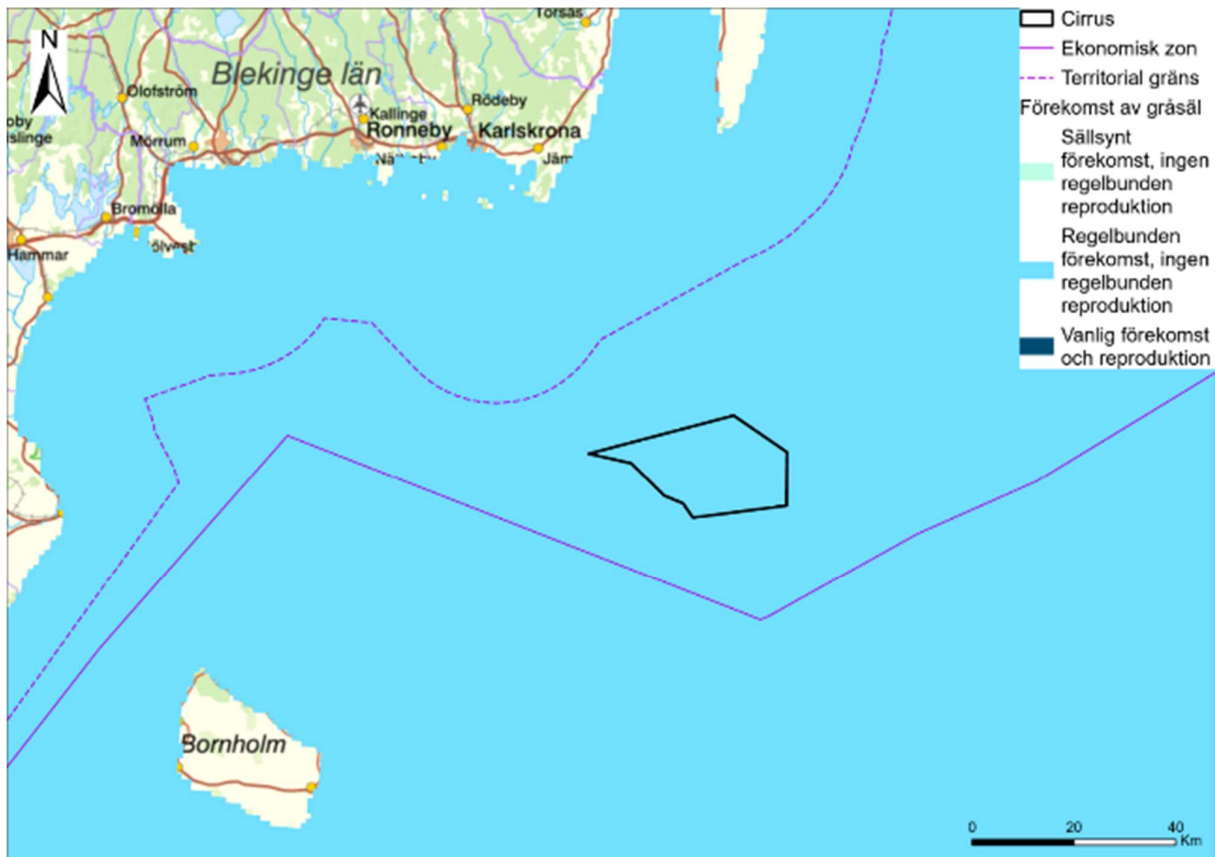 Torsås
N
Blekinge län
Olofström
Kallinge
Rödeby
Ronneby
Karlskrona
Mörrum
Jäm
Bromölla
Hammar
Bornholm
Cirrus
Ekonomisk zon
Territorial gräns
Förekomst av gråsäl
Sällsynt
förekomst, ingen
regelbunden
reproduktion
Regelbunden
förekomst, ingen
regelbunden
reproduktion
Vanlig förekomst
och reproduktion
0 20 40
Km